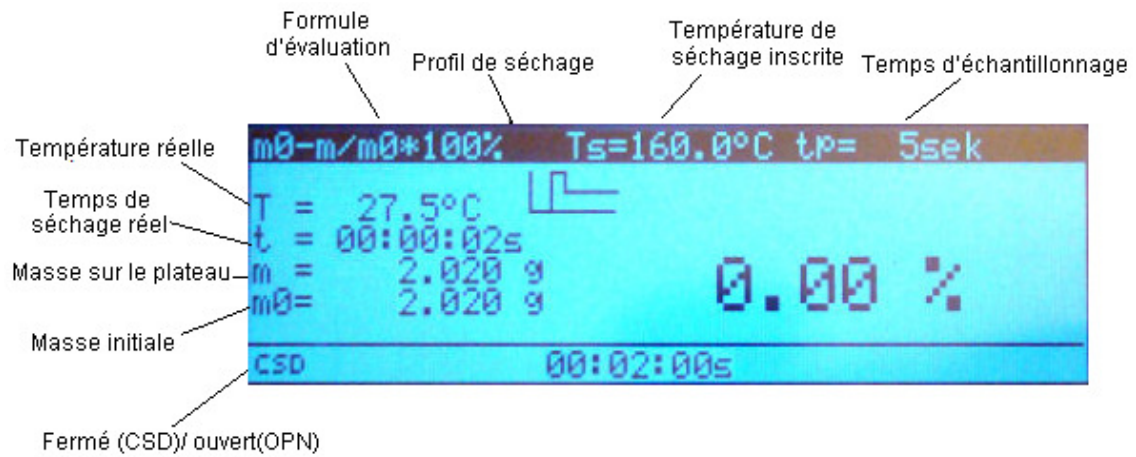 Formule
d'évaluation
Profil de séchage
Température de
séchage inscrite
Temps d'échantillonnage
Température réelle
Temps de
séchage réel
Masse sur le plateau
Masse initiale
Fermé (CSD)/ ouvert(OPN)
m0-m/m0*100% Ts=160.0°C tp= 5sek
T = 27.5°C
t = 00:00:02s
m = 2.020 g
m0= 2.020 g
0.00 %
CSD 00:02:00s